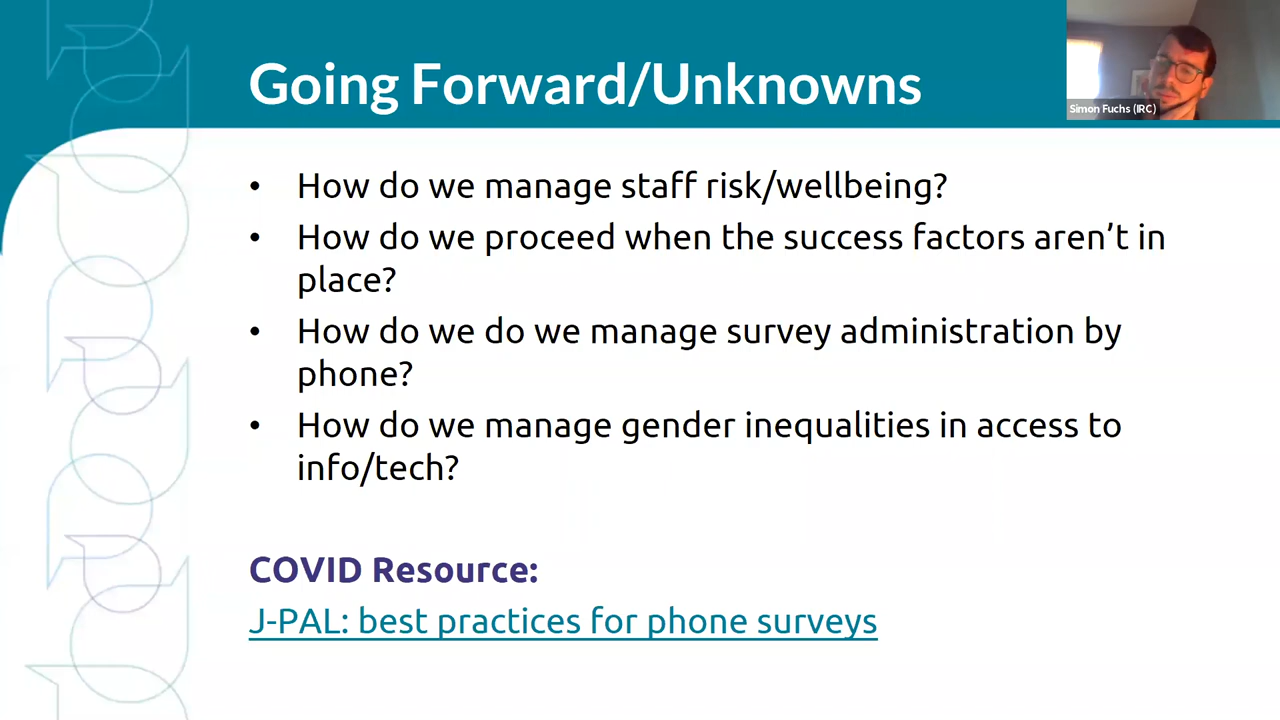 Going Forward/Unknowns
Simon Fuchs (IRC)
• How do we manage staff risk/wellbeing?
• How do we proceed when the success factors aren’t in
place?
• How do we do we manage survey administration by
phone?
• How do we manage gender inequalities in access to
info/tech?
COVID Resource:
J-PAL: best practices for phone surveys